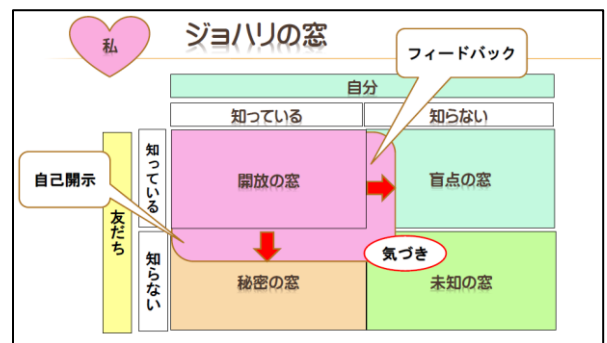 私
ジョハリの窓
フィードバック
自分
知っている
知らない
自己開示
友だち
知っている
知らない
開放の窓
盲点の窓
気づき
秘密の窓
未知の窓